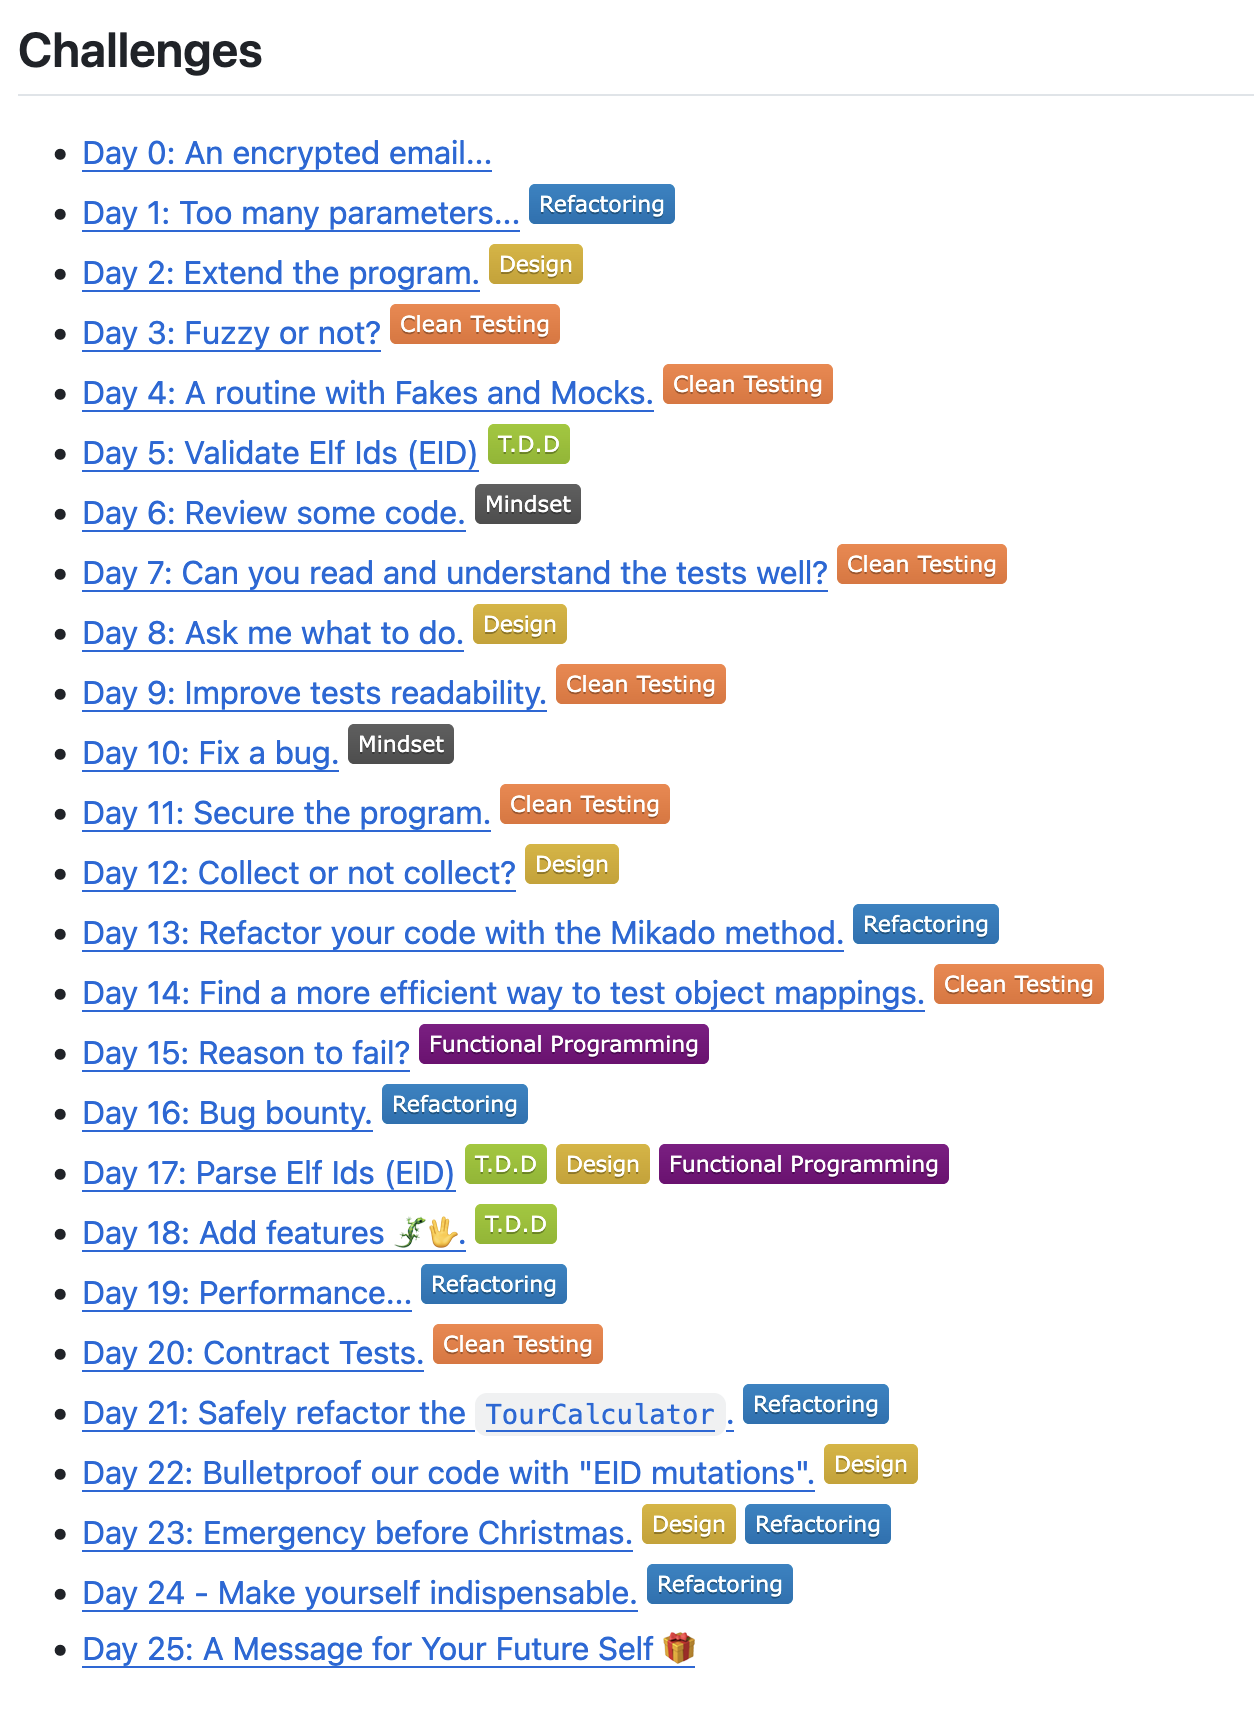 Challenges
Day 0: An encrypted email...
Day 1: Too many parameters... Refactoring
Day 2: Extend the program. Design
Day 3: Fuzzy or not? Clean Testing
Day 4: A routine with Fakes and Mocks. Clean Testing
Day 5: Validate Elf Ids (EID) T.D.D
Day 6: Review some code. Mindset
Day 7: Can you read and understand the tests well? Clean Testing
Day 8: Ask me what to do. Design
Day 9: Improve tests readability. Clean Testing
Day 10: Fix a bug. Mindset
Day 11: Secure the program. Clean Testing
Day 12: Collect or not collect? Design
Day 13: Refactor your code with the Mikado method. Refactoring
Day 14: Find a more efficient way to test object mappings. Clean Testing
Day 15: Reason to fail? Functional Programming
Day 16: Bug bounty. Refactoring
Day 17: Parse Elf Ids (EID) T.D.D Design Functional Programming
Day 18: Add features 🦎🖖. T.D.D
Day 19: Performance... Refactoring
Day 20: Contract Tests. Clean Testing
Day 21: Safely refactor the TourCalculator. Refactoring
Day 22: Bulletproof our code with "EID mutations". Design
Day 23: Emergency before Christmas. Design Refactoring
Day 24 - Make yourself indispensable. Refactoring
Day 25: A Message for Your Future Self 🎁